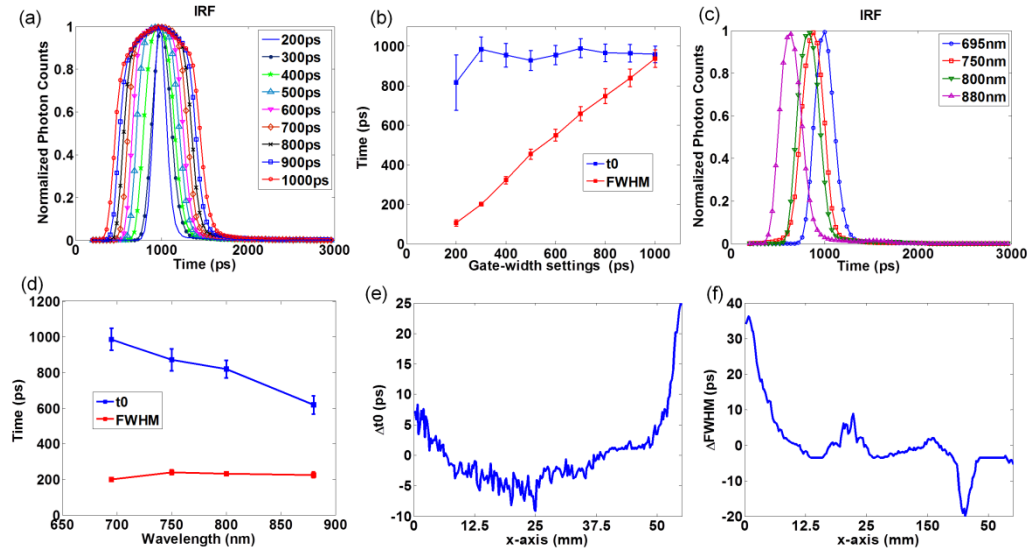 (a)
IRF
Normalized Photon Counts
1
0.8
0.6
0.4
0.2
0
0
1000
2000
3000
Time (ps)
200ps
300ps
400ps
500ps
600ps
700ps
800ps
900ps
1000ps
(b)
Time (ps)
1000
800
600
400
200
0
0
200
400
600
800
1000
Gate-width settings (ps)
t0
FWHM
(c)
IRF
Normalized Photon Counts
1
0.8
0.6
0.4
0.2
0
0
1000
2000
3000
Time (ps)
695nm
750nm
800nm
880nm
(d)
Time (ps)
1200
1000
800
600
400
200
0
650
700
750
800
850
900
Wavelength (nm)
t0
FWHM
(e)
Δt0 (ps)
25
20
15
10
5
0
-5
-10
0
12.5
25
37.5
50
x-axis (mm)
(f)
ΔFWHM (ps)
40
30
20
10
0
-10
-20
0
12.5
25
150
50
x-axis (mm)